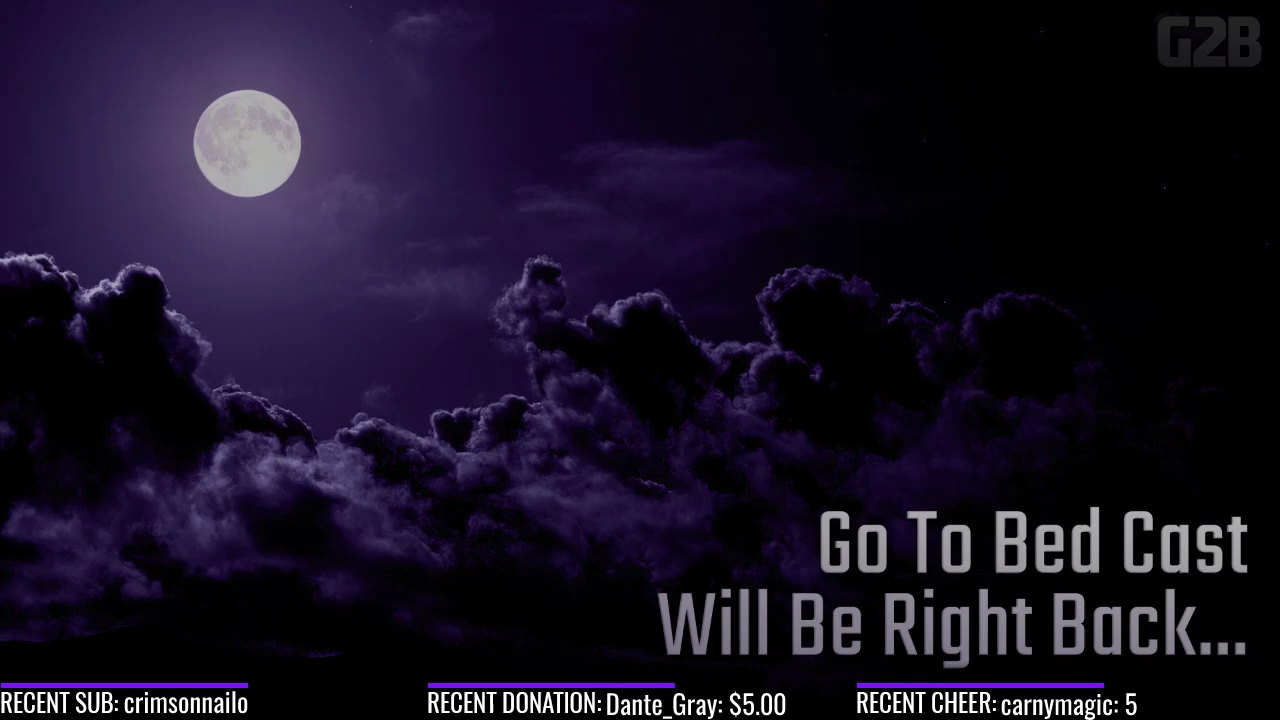 G2B
Go To Bed Cast
Will Be Right Back...
RECENT SUB: crimsonnailo
RECENT DONATION: Dante_Gray: $5.00
RECENT CHEER: carnymagic: 5